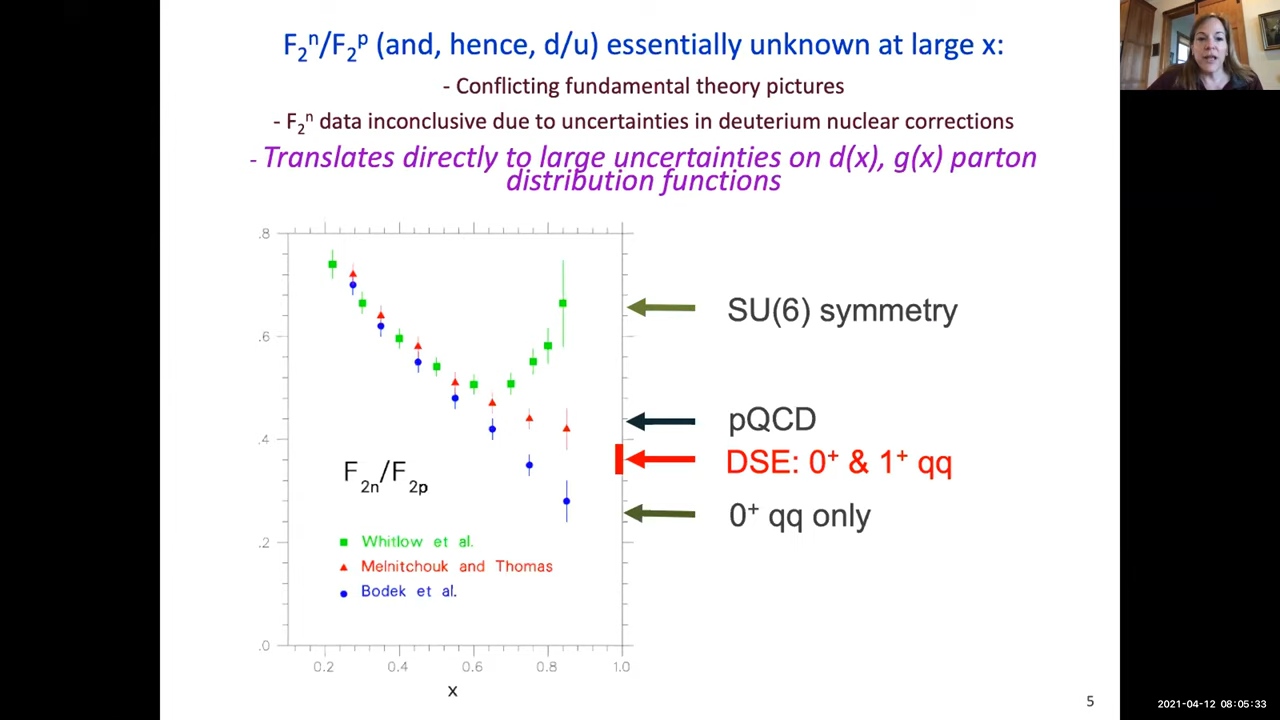 F₂ⁿ/F₂ᵖ (and, hence, d/u) essentially unknown at large x:
- Conflicting fundamental theory pictures
- F₂ⁿ data inconclusive due to uncertainties in deuterium nuclear corrections
- Translates directly to large uncertainties on d(x), g(x) parton
distribution functions
.8
.6
.4
.2
.0
F₂ₙ/F₂ₚ
Whitlow et al.
Melnitchouk and Thomas
Bodek et al.
0.2 0.4 0.6 0.8 1.0
x
SU(6) symmetry
pQCD
DSE: 0⁺ & 1⁺ qq
0⁺ qq only
5
2021-04-12 08:05:33